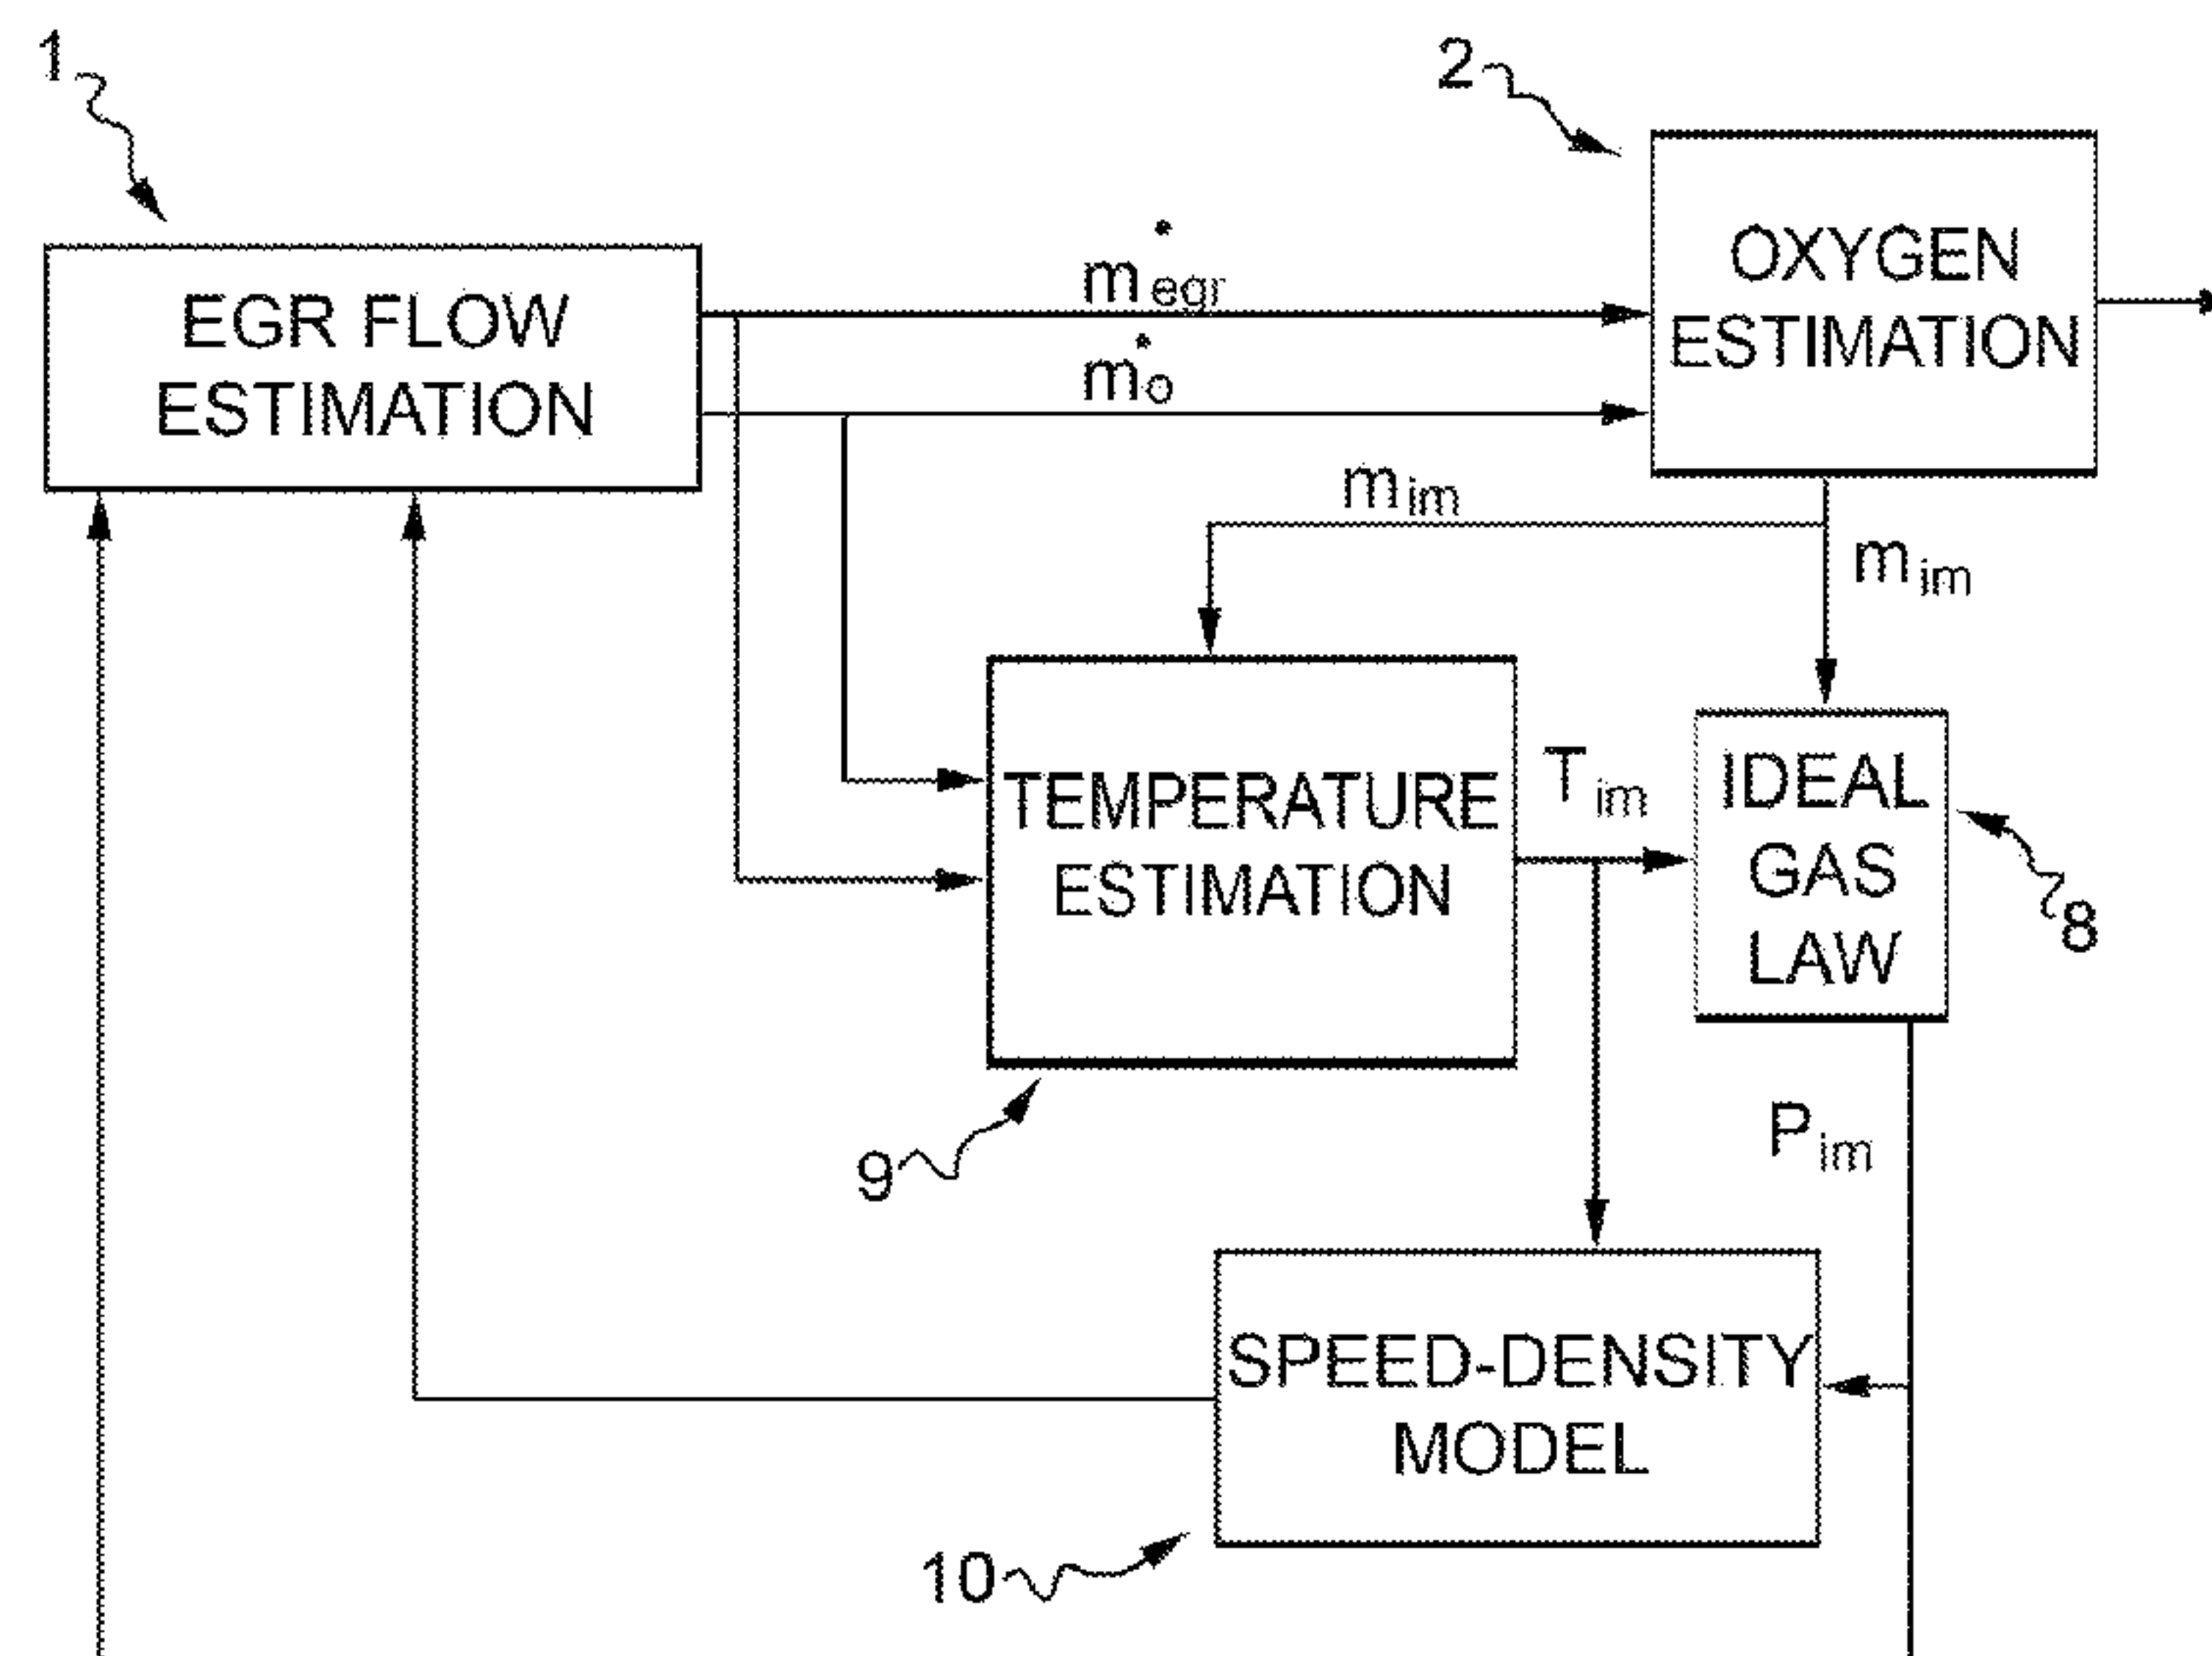 1
2
EGR FLOW
ESTIMATION
ṁegr
ṁo
OXYGEN
ESTIMATION
mim
mim
TEMPERATURE
ESTIMATION
Tim
IDEAL
GAS
LAW
8
9
Pim
SPEED-DENSITY
MODEL
10